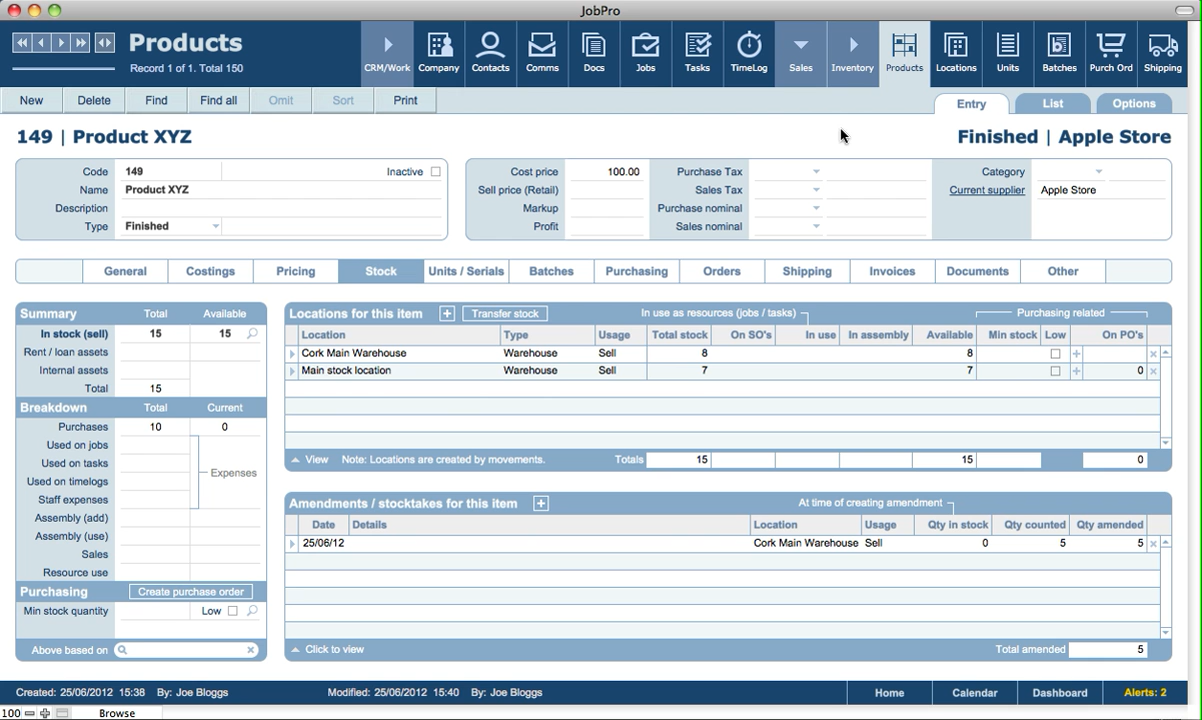 JobPro
Products
Record 1 of 1. Total 150
CRM/Work Company Contacts Comms Docs Jobs Tasks TimeLog Sales Inventory Products Locations Units Batches Purch Ord Shipping
New Delete Find Find all Omit Sort Print
Entry List Options
149 | Product XYZ
Finished | Apple Store
Code 149 Inactive
Name Product XYZ
Description
Type Finished
Cost price 100.00 Purchase Tax Category
Sell price (Retail) Sales Tax Current supplier Apple Store
Markup Purchase nominal
Profit Sales nominal
General Costings Pricing Stock Units / Serials Batches Purchasing Orders Shipping Invoices Documents Other
Summary Total Available
In stock (sell) 15 15
Rent / loan assets
Internal assets
Total 15
Breakdown Total Current
Purchases 10 0
Used on jobs
Used on tasks
Expenses
Used on timelogs
Staff expenses
Assembly (add)
Assembly (use)
Sales
Resource use
Purchasing Create purchase order
Min stock quantity Low
Above based on
Locations for this item + Transfer stock In use as resources (jobs / tasks) Purchasing related
Location Type Usage Total stock On SO's In use In assembly Available Min stock Low On PO's
Cork Main Warehouse Warehouse Sell 8 8
Main stock location Warehouse Sell 7 7 0
View Note: Locations are created by movements. Totals 15 15 0
Amendments / stocktakes for this item + At time of creating amendment
Date Details Location Usage Qty in stock Qty counted Qty amended
25/06/12 Cork Main Warehouse Sell 0 5 5
Click to view Total amended 5
Created: 25/06/2012 15:38 By: Joe Bloggs Modified: 25/06/2012 15:40 By: Joe Bloggs Home Calendar Dashboard Alerts: 2
100 Browse